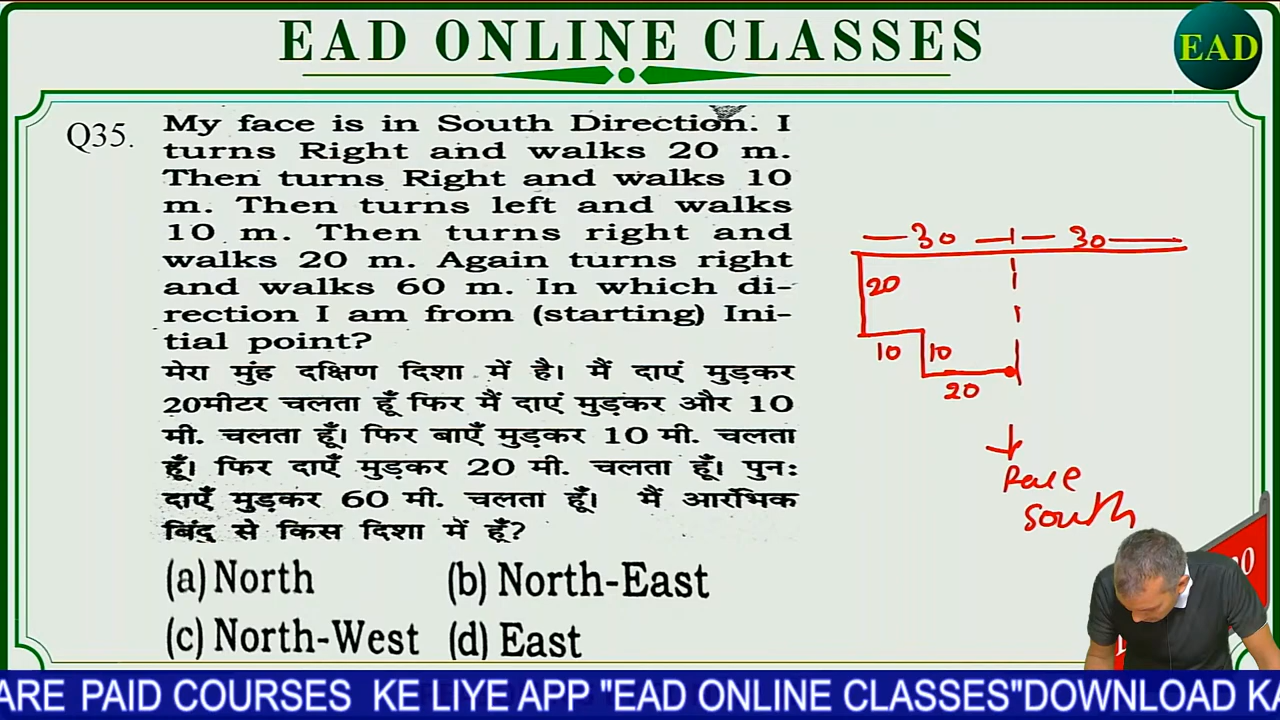 EAD ONLINE CLASSES
EAD
Q35.
My face is in South Direction. I
turns Right and walks 20 m.
Then turns Right and walks 10
m. Then turns left and walks
10 m. Then turns right and
walks 20 m. Again turns right
and walks 60 m. In which di-
rection I am from (starting) Ini-
tial point?
मेरा मुंह दक्षिण दिशा में है। मैं दाएं मुड़कर
20मीटर चलता हूँ फिर मैं दाएं मुड़कर और 10
मी. चलता हूँ। फिर बाएँ मुड़कर 10 मी. चलता
हूँ। फिर दाएँ मुड़कर 20 मी. चलता हूँ। पुनः
दाएँ मुड़कर 60 मी. चलता हूँ। मैं आरंभिक
बिंदु से किस दिशा में हूँ?
(a) North (b) North-East
(c) North-West (d) East
30 30
20
10 10
20
South
ARE PAID COURSES KE LIYE APP "EAD ONLINE CLASSES"DOWNLOAD KA